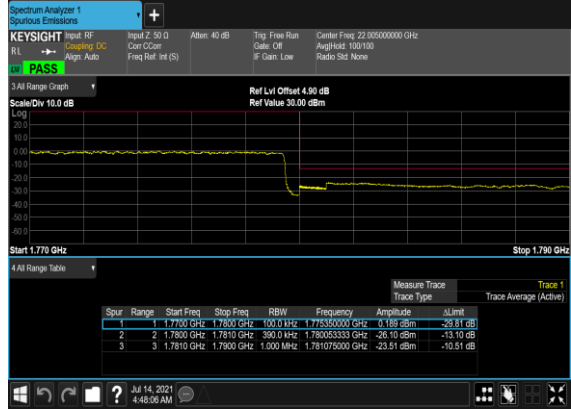 Spectrum Analyzer 1
Spurious Emissions
KEYSIGHT Input: RF Input Z: 50 Ω Atten: 40 dB Trig: Free Run Center Freq: 22.005000000 GHz
RL Coupling: DC Corr CCorr Gate: Off Avg|Hold: 100/100
Align: Auto Freq Ref: Int (S) IF Gain: Low Radio Std: None
PASS
3 All Range Graph
Ref Lvl Offset 4.90 dB
Scale/Div 10.0 dB Ref Value 30.00 dBm
Log
20.0
10.0
0.00
-10.0
-20.0
-30.0
-40.0
-50.0
-60.0
Start 1.770 GHz Stop 1.790 GHz
4 All Range Table
Measure Trace Trace 1
Trace Type Trace Average (Active)
Spur Range Start Freq Stop Freq RBW Frequency Amplitude ΔLimit
1 1 1.7700 GHz 1.7800 GHz 100.0 kHz 1.775350000 GHz 0.189 dBm -29.81 dB
2 2 1.7800 GHz 1.7810 GHz 390.0 kHz 1.780053333 GHz -26.10 dBm -13.10 dB
3 3 1.7810 GHz 1.7900 GHz 1.000 MHz 1.781075000 GHz -23.51 dBm -10.51 dB
? Jul 14, 2021
4:48:06 AM